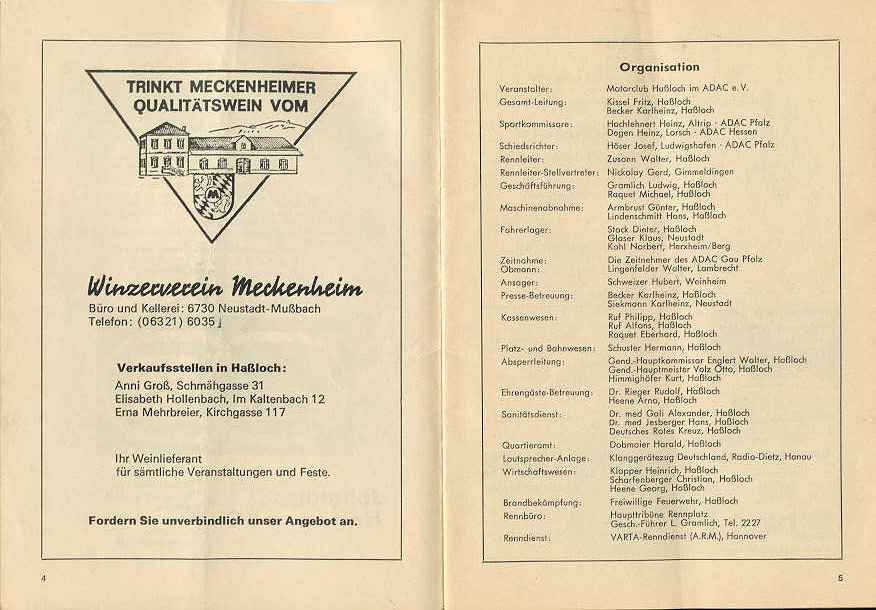 TRINKT MECKENHEIMER
QUALITÄTSWEIN VOM
M
Winzerverein Meckenheim
Büro und Kellerei: 6730 Neustadt-Mußbach
Telefon: (06321) 6035
Verkaufsstellen in Haßloch:
Anni Groß, Schmähgasse 31
Elisabeth Hollenbach, Im Kaltenbach 12
Erna Mehrbreier, Kirchgasse 117
Ihr Weinlieferant
für sämtliche Veranstaltungen und Feste.
Fordern Sie unverbindlich unser Angebot an.
4
Organisation
Veranstalter: Motorclub Haßloch im ADAC e. V.
Gesamt-Leitung: Kissel Fritz, Haßloch
Becker Karlheinz, Haßloch
Sportkommissare: Hochlehnert Heinz, Altrip · ADAC Pfalz
Degen Heinz, Lorsch · ADAC Hessen
Schiedsrichter: Höser Josef, Ludwigshafen · ADAC Pfalz
Rennleiter: Zusann Walter, Haßloch
Rennleiter-Stellvertreter: Nickolay Gerd, Gimmeldingen
Geschäftsführung: Gramlich Ludwig, Haßloch
Raquet Michael, Haßloch
Maschinenabnahme: Armbrust Günter, Haßloch
Lindenschmitt Hans, Haßloch
Fahrerlager: Stock Dieter, Haßloch
Glaser Klaus, Neustadt
Kohl Norbert, Herxheim/Berg
Zeitnahme: Die Zeitnehmer des ADAC Gau Pfalz
Obmann: Lingenfelder Walter, Lambrecht
Ansager: Schweizer Hubert, Weinheim
Presse-Betreuung: Becker Karlheinz, Haßloch
Siekmann Karlheinz, Neustadt
Kassenwesen: Ruf Philipp, Haßloch
Ruf Alfons, Haßloch
Raquet Eberhard, Haßloch
Platz- und Bahnwesen: Schuster Hermann, Haßloch
Absperrleitung: Gend.-Hauptkommissar Englert Walter, Haßloch
Gend.-Hauptmeister Volz Otto, Haßloch
Himmighöfer Kurt, Haßloch
Ehrengäste-Betreuung: Dr. Rieger Rudolf, Haßloch
Heene Arno, Haßloch
Sanitätsdienst: Dr. med Gali Alexander, Haßloch
Dr. med Jesberger Hans, Haßloch
Deutsches Rotes Kreuz, Haßloch
Quartieramt: Dobmaier Harald, Haßloch
Lautsprecher-Anlage: Klanggerätezug Deutschland, Radio-Dietz, Hanau
Wirtschaftswesen: Klapper Heinrich, Haßloch
Scharfenberger Christian, Haßloch
Heene Georg, Haßloch
Brandbekämpfung: Freiwillige Feuerwehr, Haßloch
Rennbüro: Haupttribüne Rennplatz
Gesch.-Führer L. Gramlich, Tel. 2227
Renndienst: VARTA-Renndienst (A.R.M.), Hannover
5